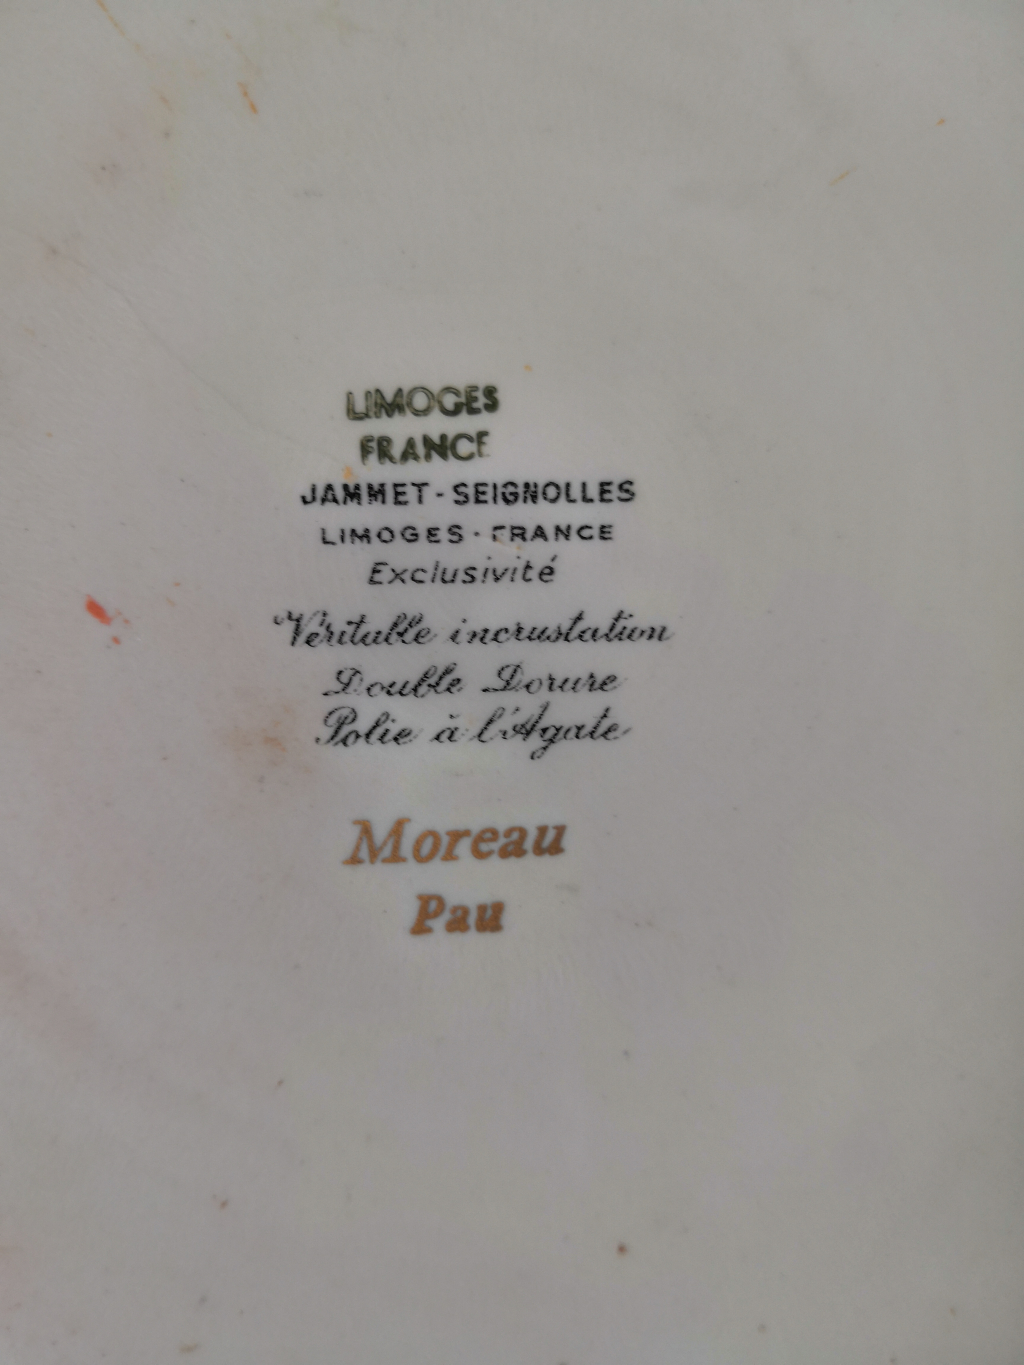 LIMOGES
FRANCE
JAMMET-SEIGNOLLES
LIMOGES·FRANCE
Exclusivité
Véritable incrustation
Double Dorure
Polie à l'Agate
Moreau
Pau